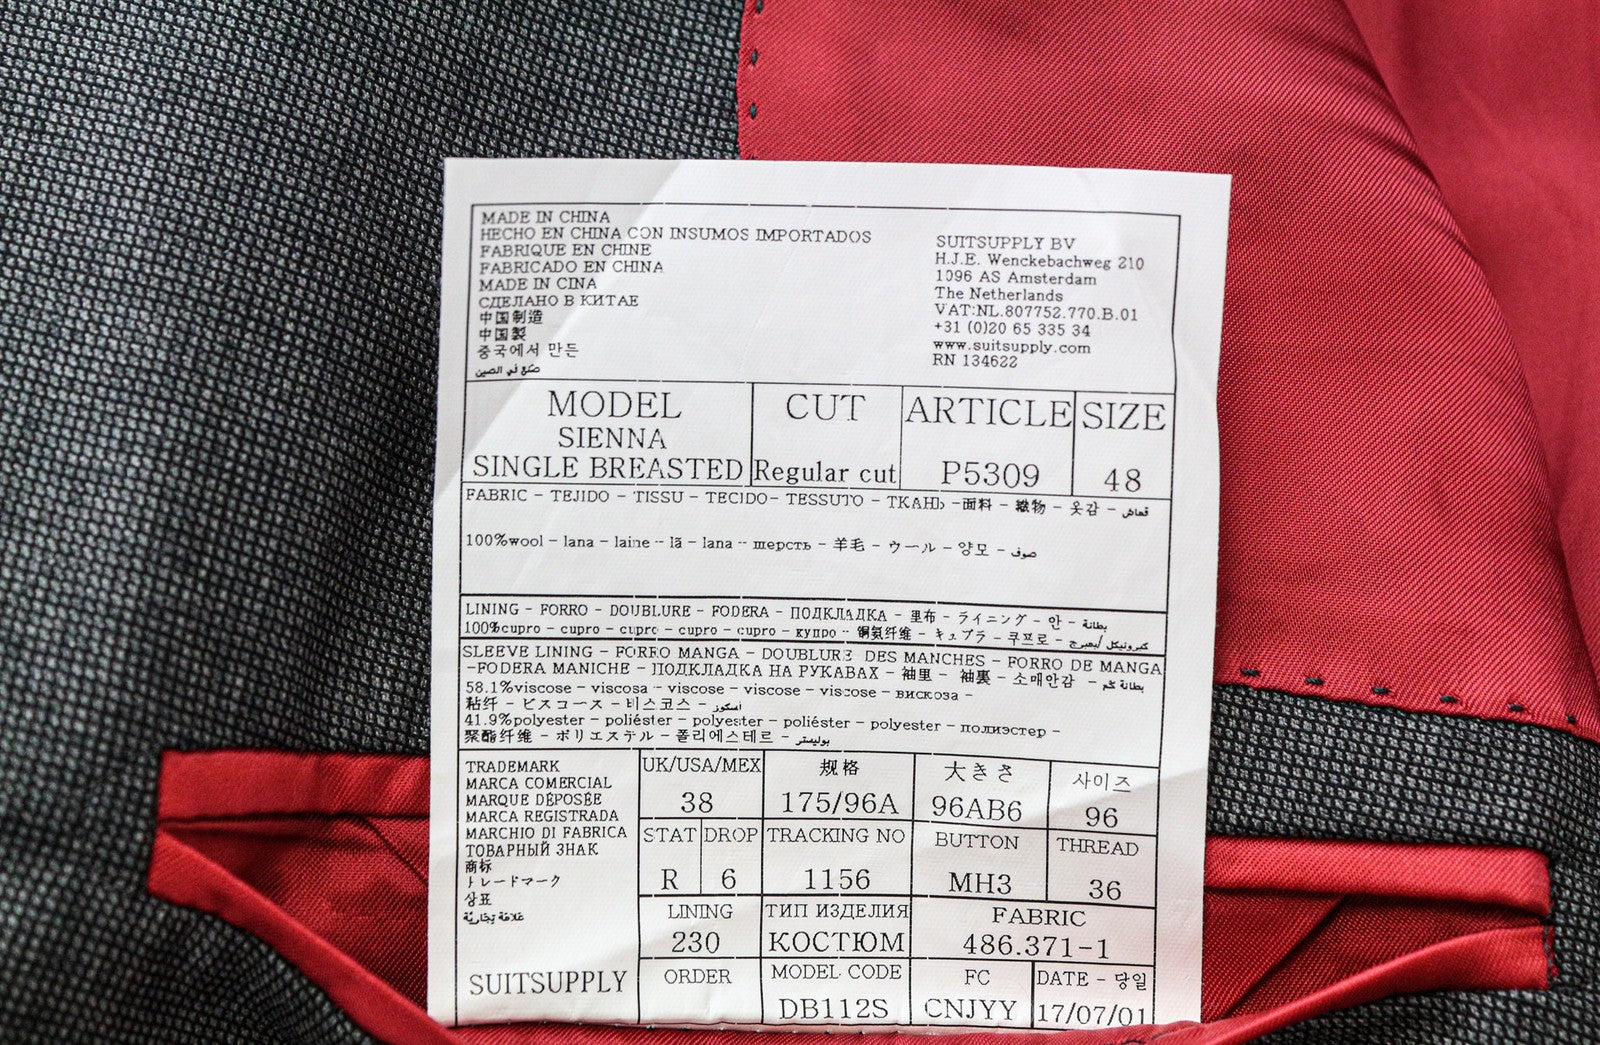 MADE IN CHINA
HECHO EN CHINA CON INSUMOS IMPORTADOS
FABRIQUE EN CHINE
FABRICADO EN CHINA
MADE IN CINA
СДЕЛАНО В КИТАЕ
中国制造
中国製
중국에서 만든
صنع في الصين
SUITSUPPLY BV
H.J.E. Wenckebachweg 210
1096 AS Amsterdam
The Netherlands
VAT:NL.807752.770.B.01
+31 (0)20 65 335 34
www.suitsupply.com
RN 134622
MODEL
SIENNA
SINGLE BREASTED
CUT
Regular cut
ARTICLE
P5309
SIZE
48
FABRIC - TEJIDO - TISSU - TECIDO- TESSUTO - ТКАНЬ -面料 - 織物 - 옷감 - قماش
100%wool - lana - laine - lã - lana - шерсть - 羊毛 - ウール - 양모 - صوف
LINING - FORRO - DOUBLURE - FODERA - ПОДКЛАДКА - 里布 - ライニング - 안 - بطانة
100%cupro - cupro - cupro - cupro - cupro - купро - 铜氨纤维 - キュプラ - 쿠프로 -
SLEEVE LINING - FORRO MANGA - DOUBLURE DES MANCHES - FORRO DE MANGA
-FODERA MANICHE - ПОДКЛАДКА НА РУКАВАХ - 袖里 - 袖裏 - 소매안감 - بطانة كم
58.1%viscose - viscosa - viscose - viscose - viscose - вискоза -
粘纤 - ビスコース - 비스코스 -
41.9%polyester - poliéster - polyester - poliéster - polyester - полиэстер -
聚酯纤维 - ポリエステル - 폴리에스테르 - بوليستر
TRADEMARK
MARCA COMERCIAL
MARQUE DÉPOSÉE
MARCA REGISTRADA
MARCHIO DI FABRICA
ТОВАРНЫЙ ЗНАК
商标
トレードマーク
상표
علامة تجارية
SUITSUPPLY
UK/USA/MEX
38
规格
175/96A
大きさ
96AB6
사이즈
96
STAT
R
DROP
6
TRACKING NO
1156
BUTTON
MH3
THREAD
36
LINING
230
ТИП ИЗДЕЛИЯ
КОСТЮМ
FABRIC
486.371-1
ORDER
MODEL CODE
DB112S
FC
CNJYY
DATE - 당일
17/07/01